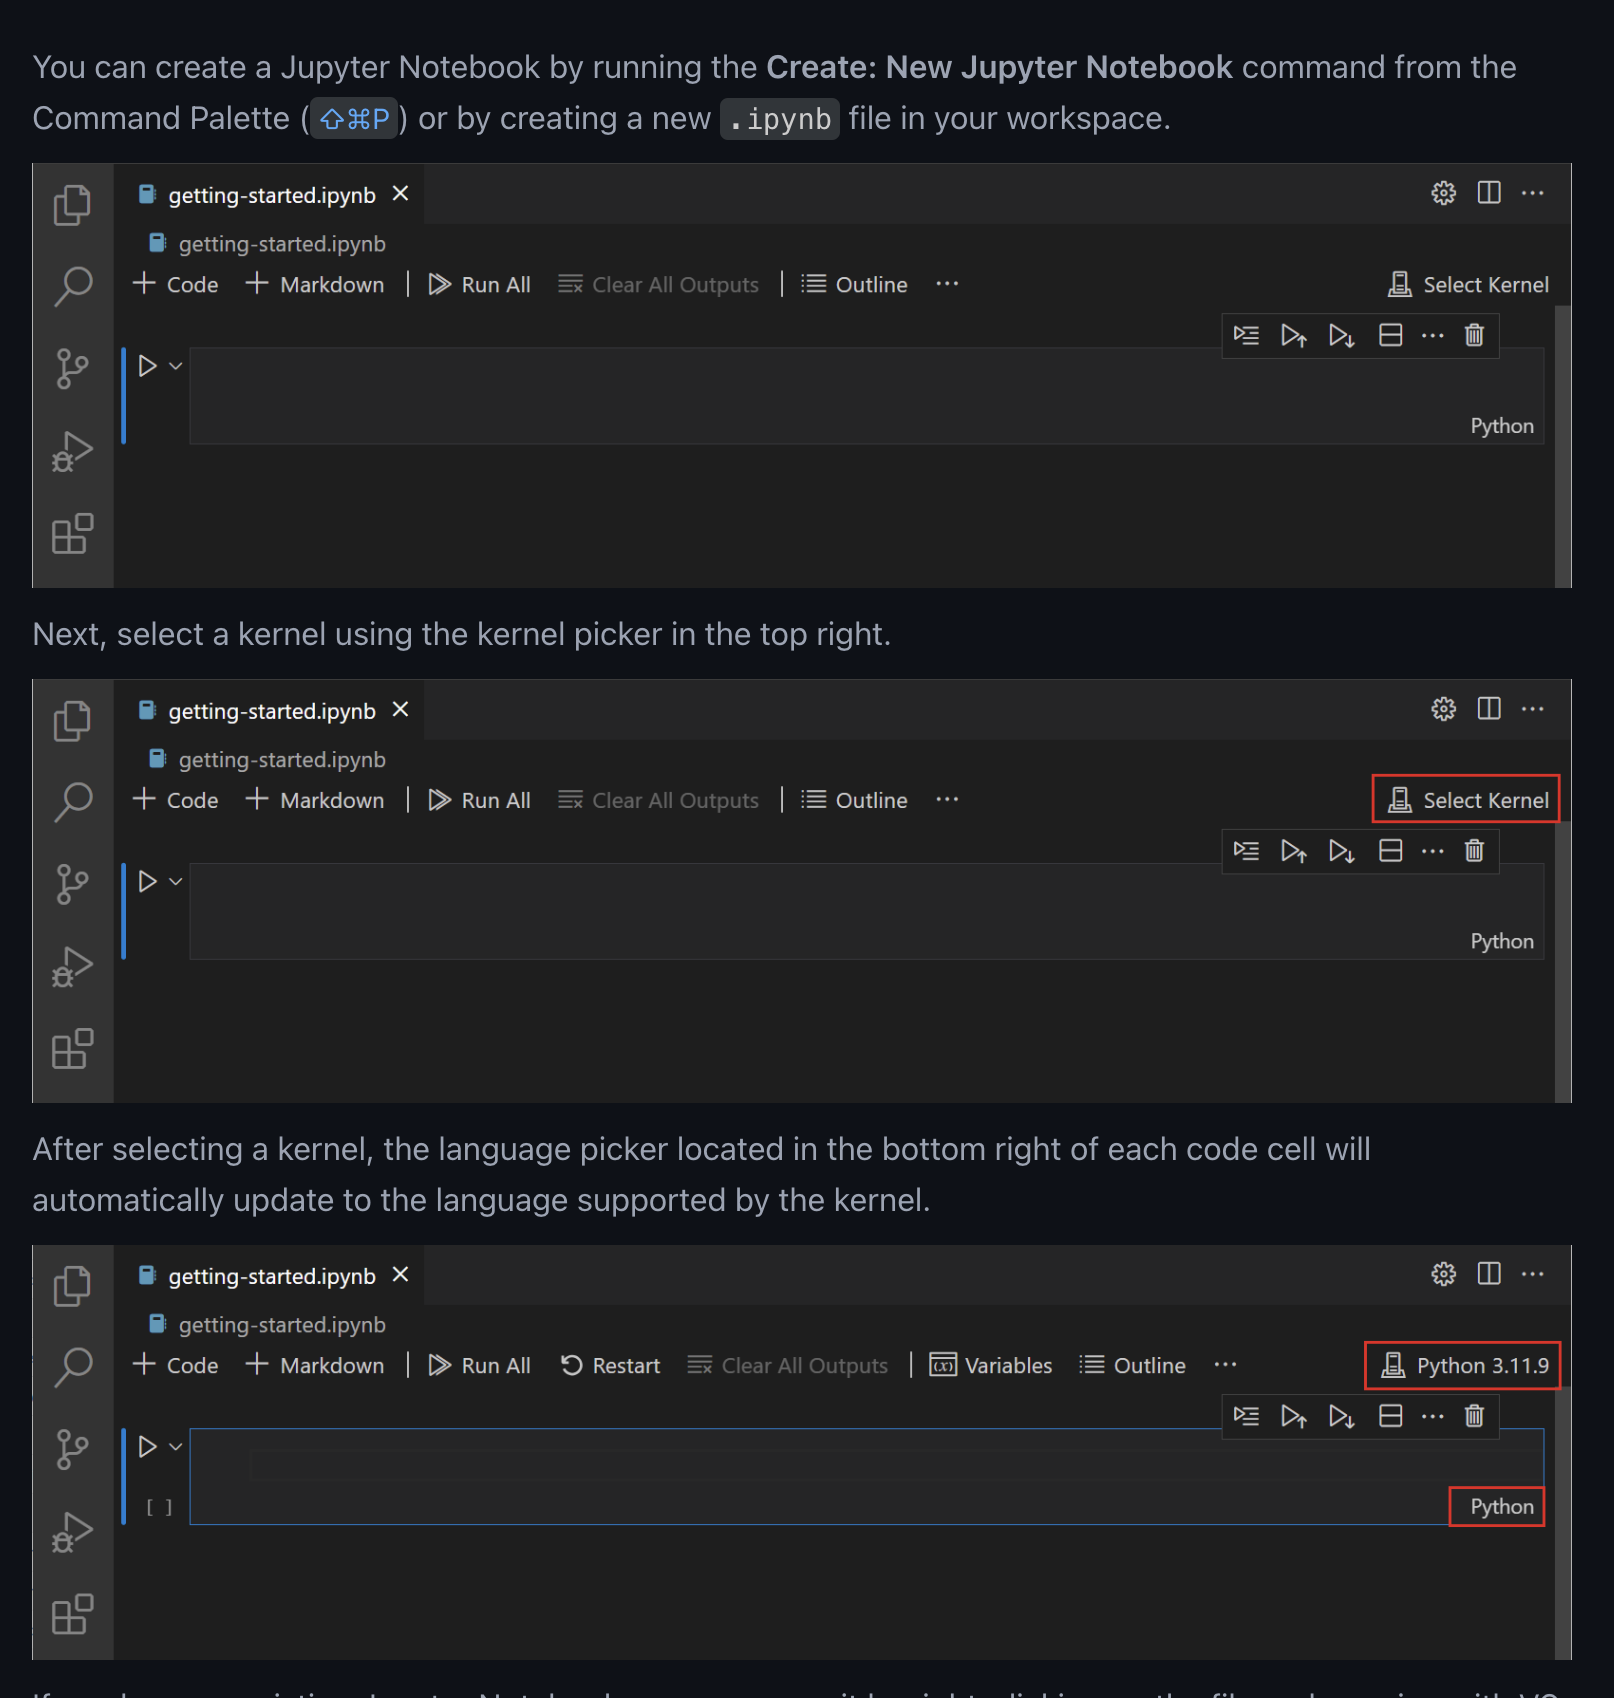 You can create a Jupyter Notebook by running the Create: New Jupyter Notebook command from the
Command Palette (⇧⌘P) or by creating a new .ipynb file in your workspace.
getting-started.ipynb
getting-started.ipynb
Code Markdown Run All Clear All Outputs Outline Select Kernel
Python
Next, select a kernel using the kernel picker in the top right.
getting-started.ipynb
getting-started.ipynb
Code Markdown Run All Clear All Outputs Outline Select Kernel
Python
After selecting a kernel, the language picker located in the bottom right of each code cell will
automatically update to the language supported by the kernel.
getting-started.ipynb
getting-started.ipynb
Code Markdown Run All Restart Clear All Outputs Variables Outline Python 3.11.9
[ ]
Python